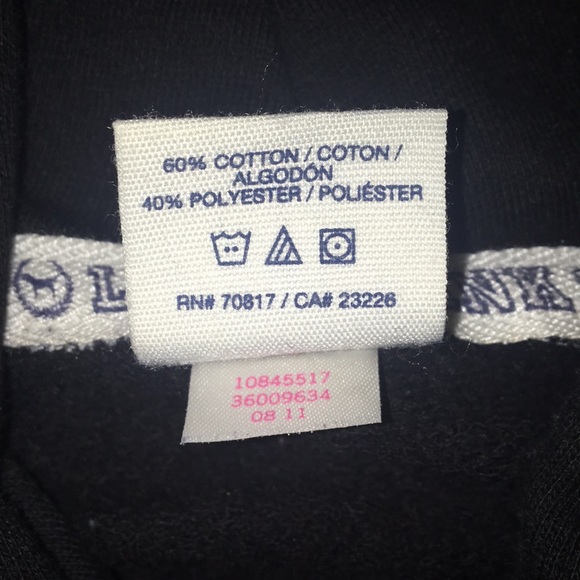 60% COTTON / COTON /
ALGODÓN
40% POLYESTER / POLIÉSTER
RN# 70817 / CA# 23226
10845517
36009634
08 11